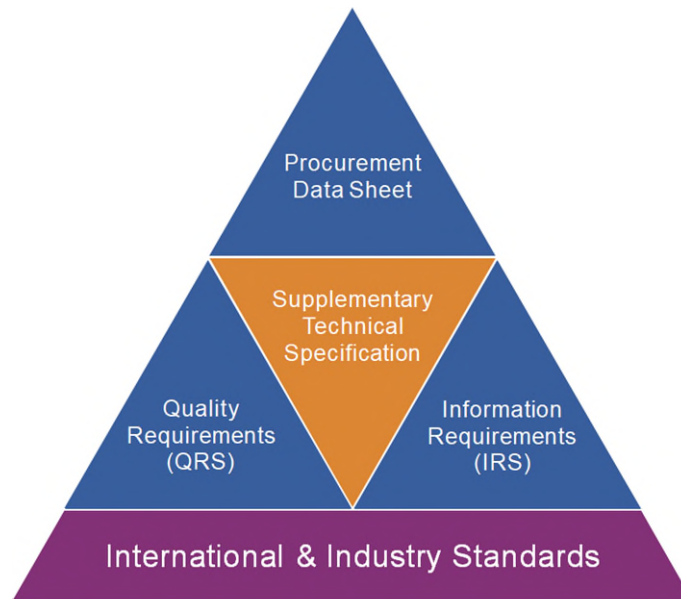 Procurement
Data Sheet
Supplementary
Technical
Specification
Quality
Requirements
(QRS)
Information
Requirements
(IRS)
International & Industry Standards